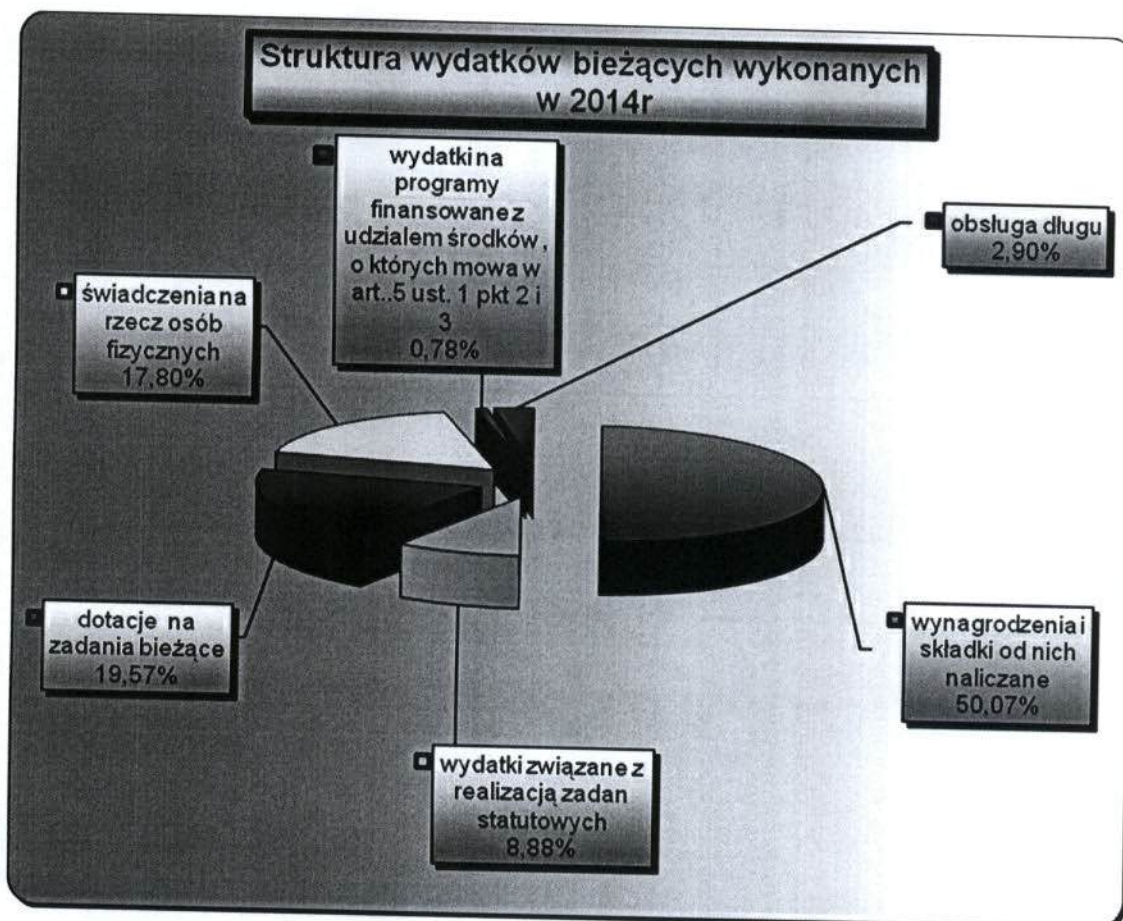 Struktura wydatków bieżących wykonanych
w 2014r
wydatki na
programy
finansowane z
udzialem środków,
o których mowa w
art..5 ust. 1 pkt 2 i
3
0,78%
obsługa długu
2,90%
świadczenia na
rzecz osób
fizycznych
17,80%
dotacje na
zadania bieżące
19,57%
wynagrodzenia i
składki od nich
naliczane
50,07%
wydatki związane z
realizacją zadan
statutowych
8,88%